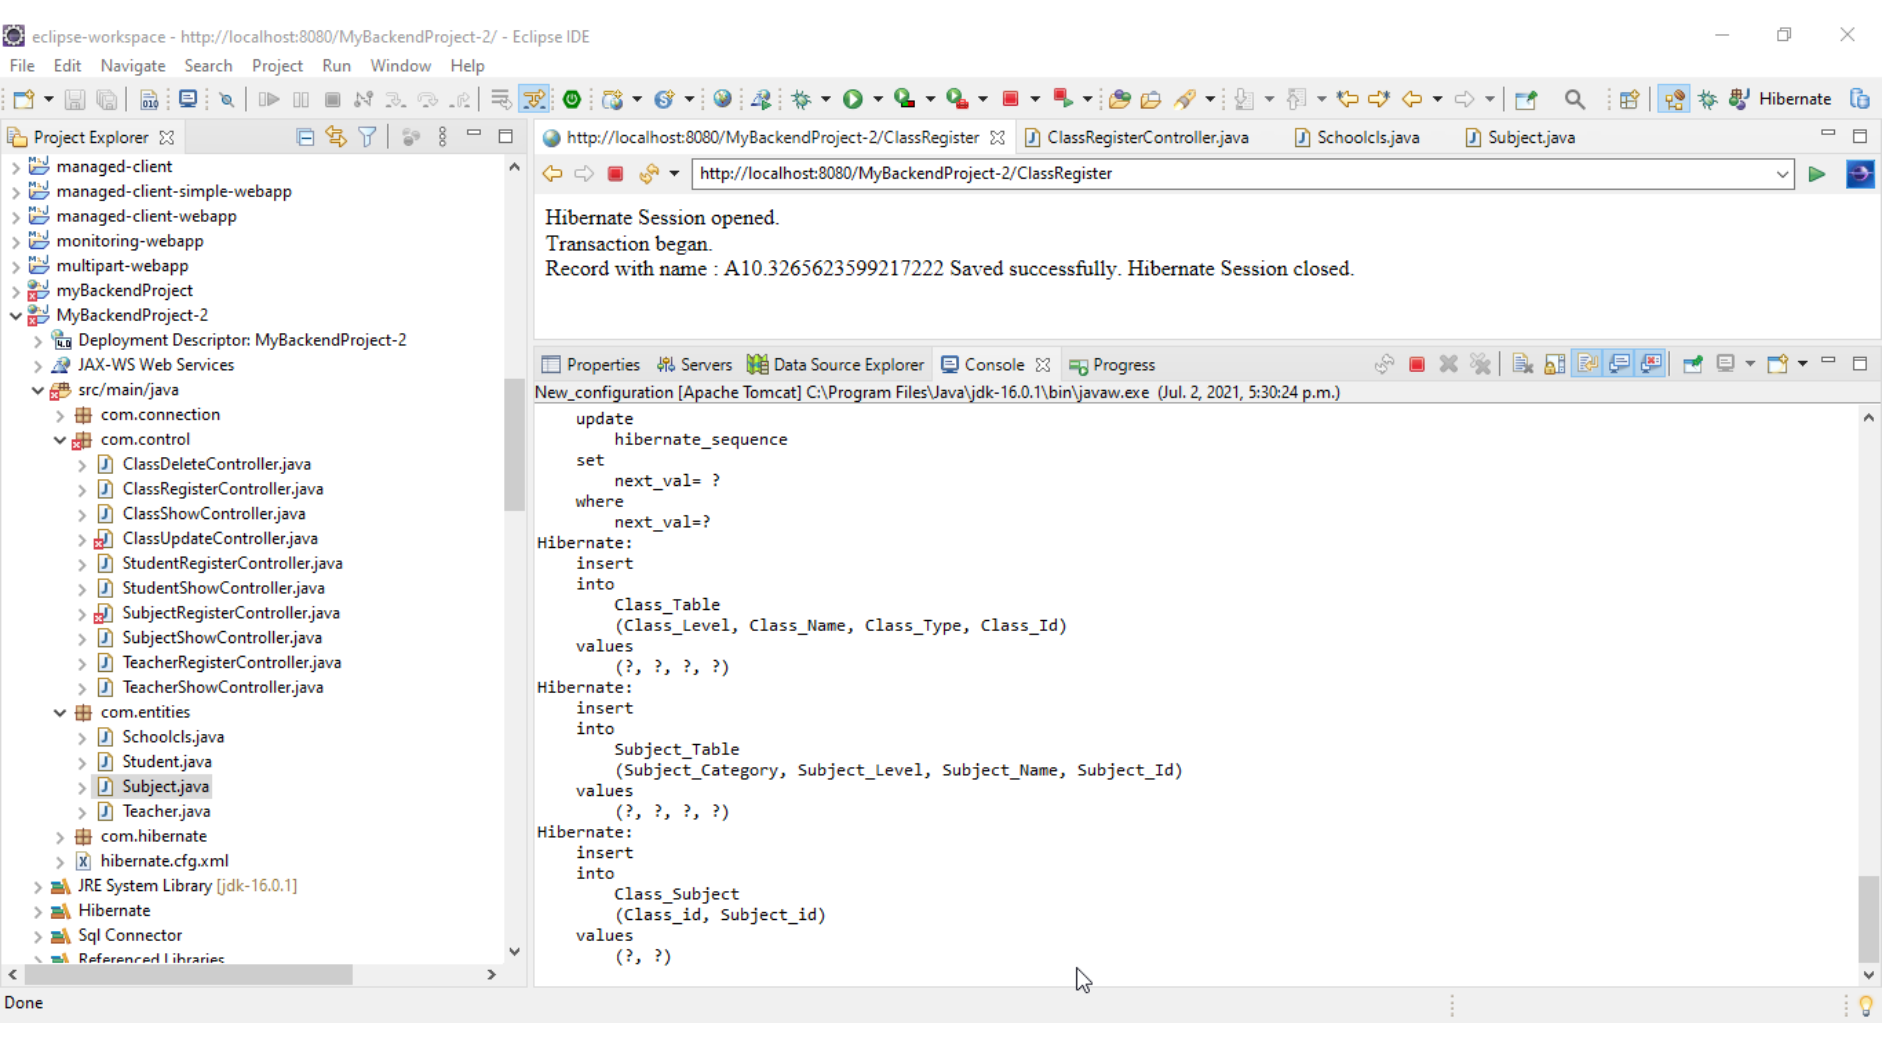 eclipse-workspace - http://localhost:8080/MyBackendProject-2/ - Eclipse IDE
File Edit Navigate Search Project Run Window Help
Hibernate
Project Explorer
managed-client
managed-client-simple-webapp
managed-client-webapp
monitoring-webapp
multipart-webapp
myBackendProject
MyBackendProject-2
Deployment Descriptor: MyBackendProject-2
JAX-WS Web Services
src/main/java
com.connection
com.control
ClassDeleteController.java
ClassRegisterController.java
ClassShowController.java
ClassUpdateController.java
StudentRegisterController.java
StudentShowController.java
SubjectRegisterController.java
SubjectShowController.java
TeacherRegisterController.java
TeacherShowController.java
com.entities
Schoolcls.java
Student.java
Subject.java
Teacher.java
com.hibernate
hibernate.cfg.xml
JRE System Library [jdk-16.0.1]
Hibernate
Sql Connector
Referenced Libraries
http://localhost:8080/MyBackendProject-2/ClassRegister ClassRegisterController.java Schoolcls.java Subject.java
http://localhost:8080/MyBackendProject-2/ClassRegister
Hibernate Session opened.
Transaction began.
Record with name : A10.3265623599217222 Saved successfully. Hibernate Session closed.
Properties Servers Data Source Explorer Console Progress
New_configuration [Apache Tomcat] C:\Program Files\Java\jdk-16.0.1\bin\javaw.exe (Jul. 2, 2021, 5:30:24 p.m.)
update
hibernate_sequence
set
next_val= ?
where
next_val=?
Hibernate:
insert
into
Class_Table
(Class_Level, Class_Name, Class_Type, Class_Id)
values
(?, ?, ?, ?)
Hibernate:
insert
into
Subject_Table
(Subject_Category, Subject_Level, Subject_Name, Subject_Id)
values
(?, ?, ?, ?)
Hibernate:
insert
into
Class_Subject
(Class_id, Subject_id)
values
(?, ?)
Done